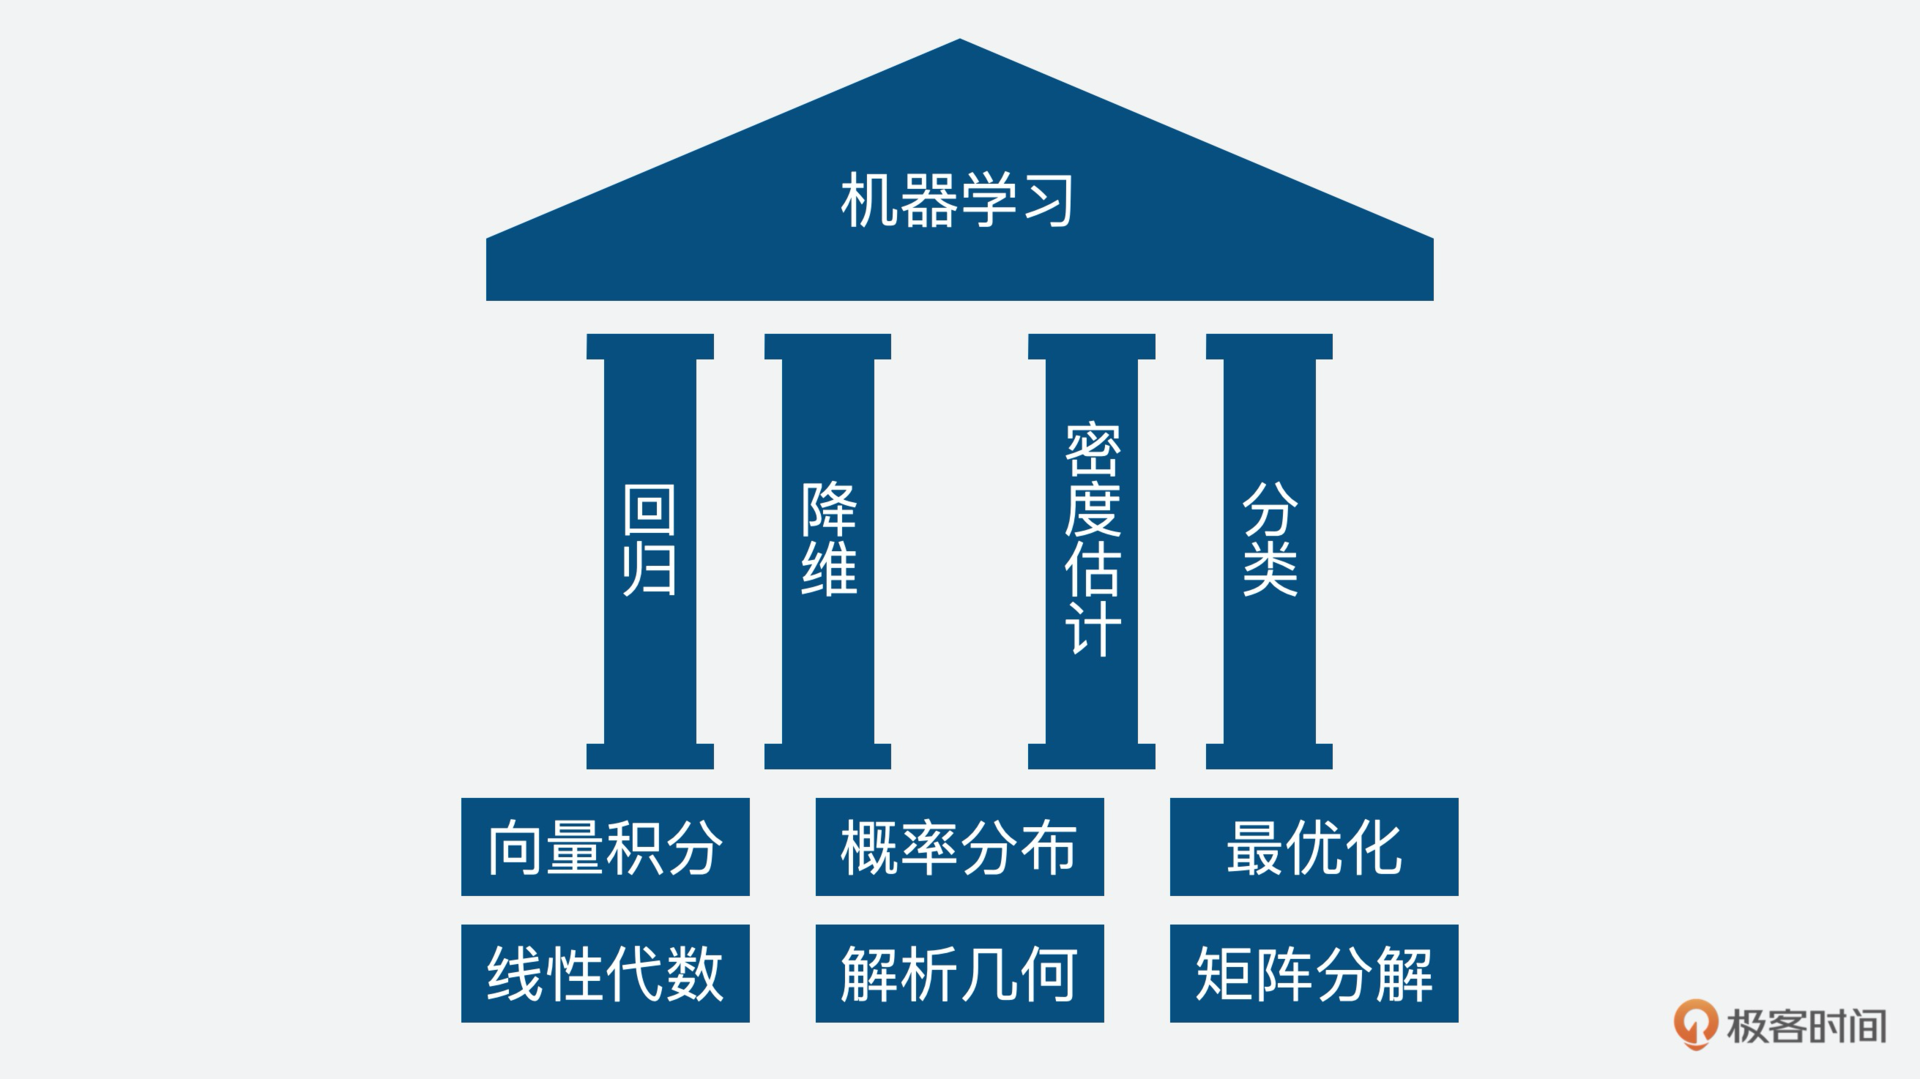 机器学习
回归
降维
密度估计
分类
向量积分
概率分布
最优化
线性代数
解析几何
矩阵分解
极客时间